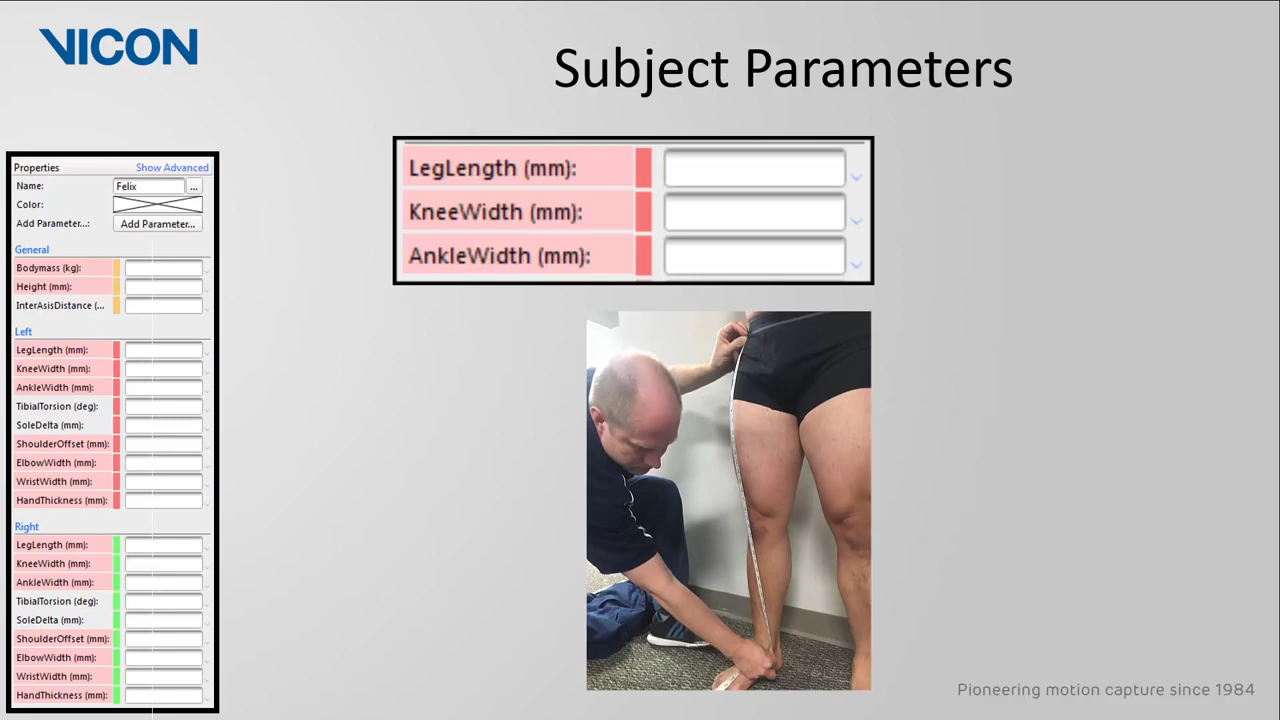 VICON
Subject Parameters
LegLength (mm):
KneeWidth (mm):
AnkleWidth (mm):
Properties Show Advanced
Name: Felix ...
Color:
Add Parameter...: Add Parameter...
General
Bodymass (kg):
Height (mm):
InterAsisDistance (...
Left
LegLength (mm):
KneeWidth (mm):
AnkleWidth (mm):
TibialTorsion (deg):
SoleDelta (mm):
ShoulderOffset (mm):
ElbowWidth (mm):
WristWidth (mm):
HandThickness (mm):
Right
LegLength (mm):
KneeWidth (mm):
AnkleWidth (mm):
TibialTorsion (deg):
SoleDelta (mm):
ShoulderOffset (mm):
ElbowWidth (mm):
WristWidth (mm):
HandThickness (mm):
Pioneering motion capture since 1984